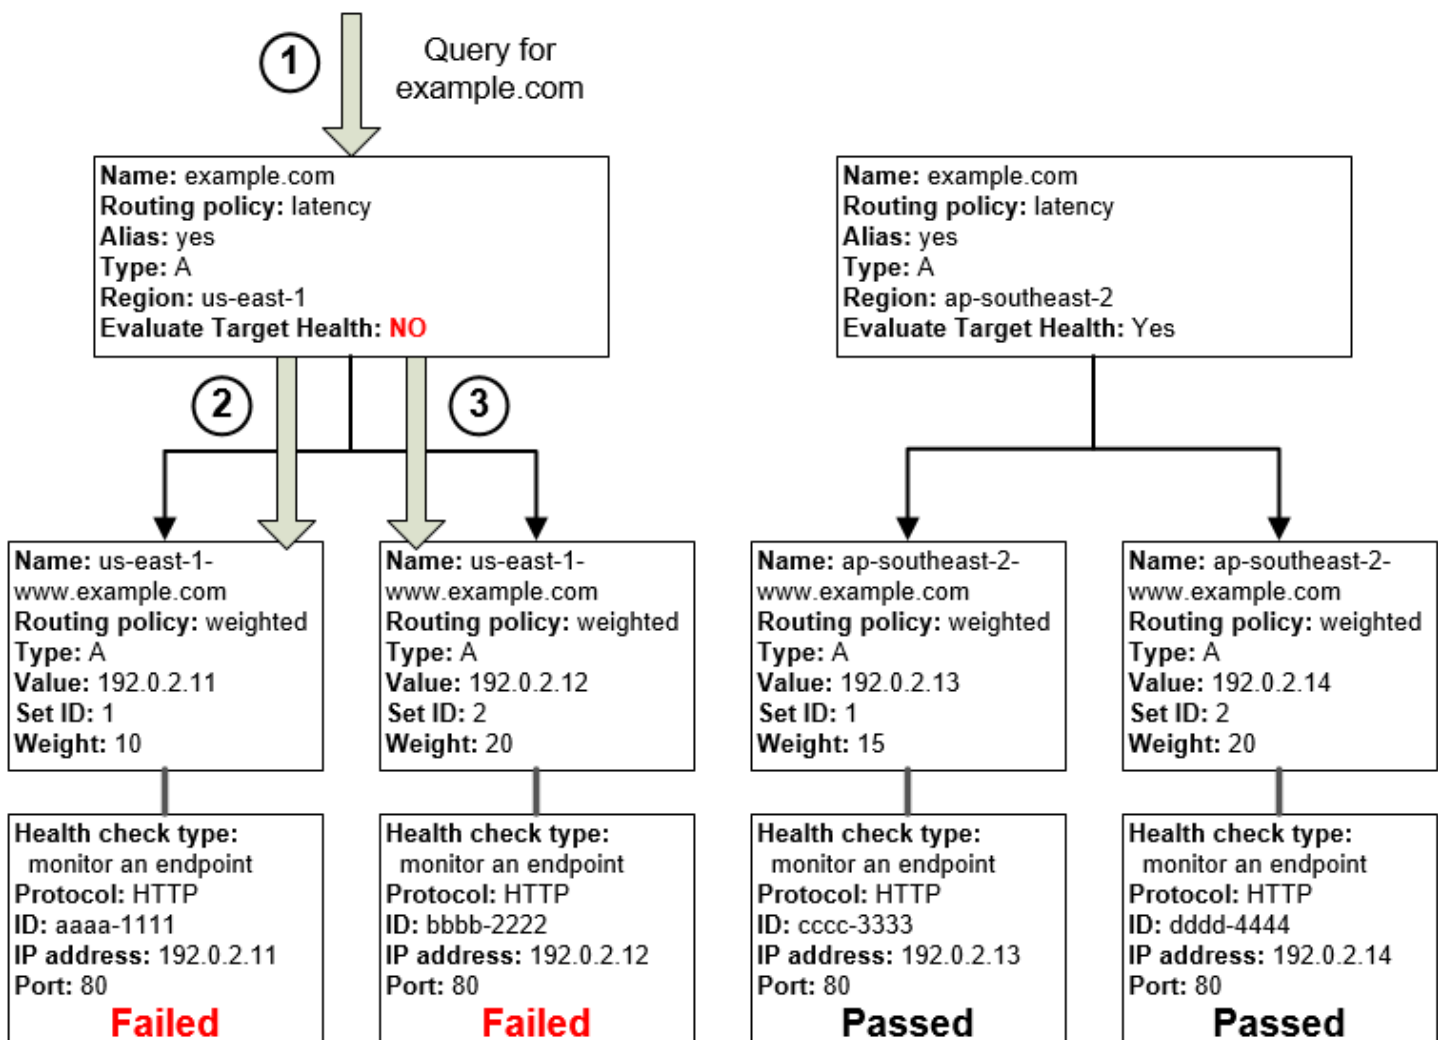 1
Query for
example.com
Name: example.com
Routing policy: latency
Alias: yes
Type: A
Region: us-east-1
Evaluate Target Health: NO
Name: example.com
Routing policy: latency
Alias: yes
Type: A
Region: ap-southeast-2
Evaluate Target Health: Yes
2
3
Name: us-east-1-
www.example.com
Routing policy: weighted
Type: A
Value: 192.0.2.11
Set ID: 1
Weight: 10
Name: us-east-1-
www.example.com
Routing policy: weighted
Type: A
Value: 192.0.2.12
Set ID: 2
Weight: 20
Name: ap-southeast-2-
www.example.com
Routing policy: weighted
Type: A
Value: 192.0.2.13
Set ID: 1
Weight: 15
Name: ap-southeast-2-
www.example.com
Routing policy: weighted
Type: A
Value: 192.0.2.14
Set ID: 2
Weight: 20
Health check type:
monitor an endpoint
Protocol: HTTP
ID: aaaa-1111
IP address: 192.0.2.11
Port: 80
Failed
Health check type:
monitor an endpoint
Protocol: HTTP
ID: bbbb-2222
IP address: 192.0.2.12
Port: 80
Failed
Health check type:
monitor an endpoint
Protocol: HTTP
ID: cccc-3333
IP address: 192.0.2.13
Port: 80
Passed
Health check type:
monitor an endpoint
Protocol: HTTP
ID: dddd-4444
IP address: 192.0.2.14
Port: 80
Passed